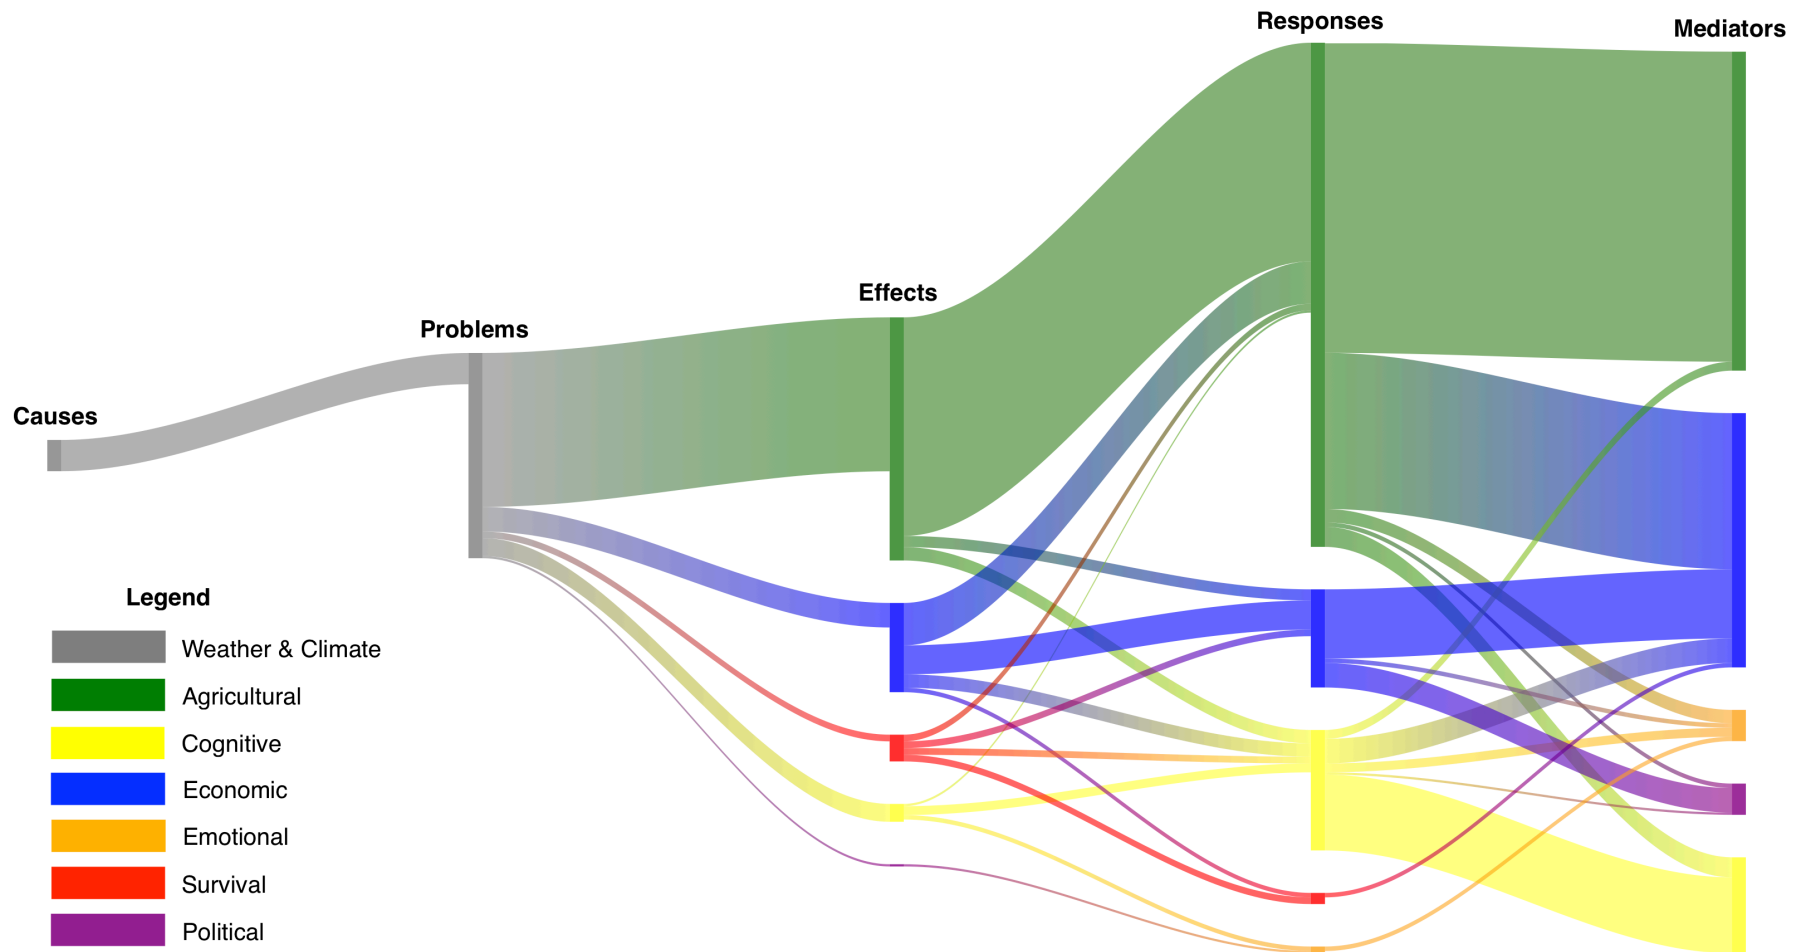 Responses
Mediators
Effects
Problems
Causes
Legend
Weather & Climate
Agricultural
Cognitive
Economic
Emotional
Survival
Political